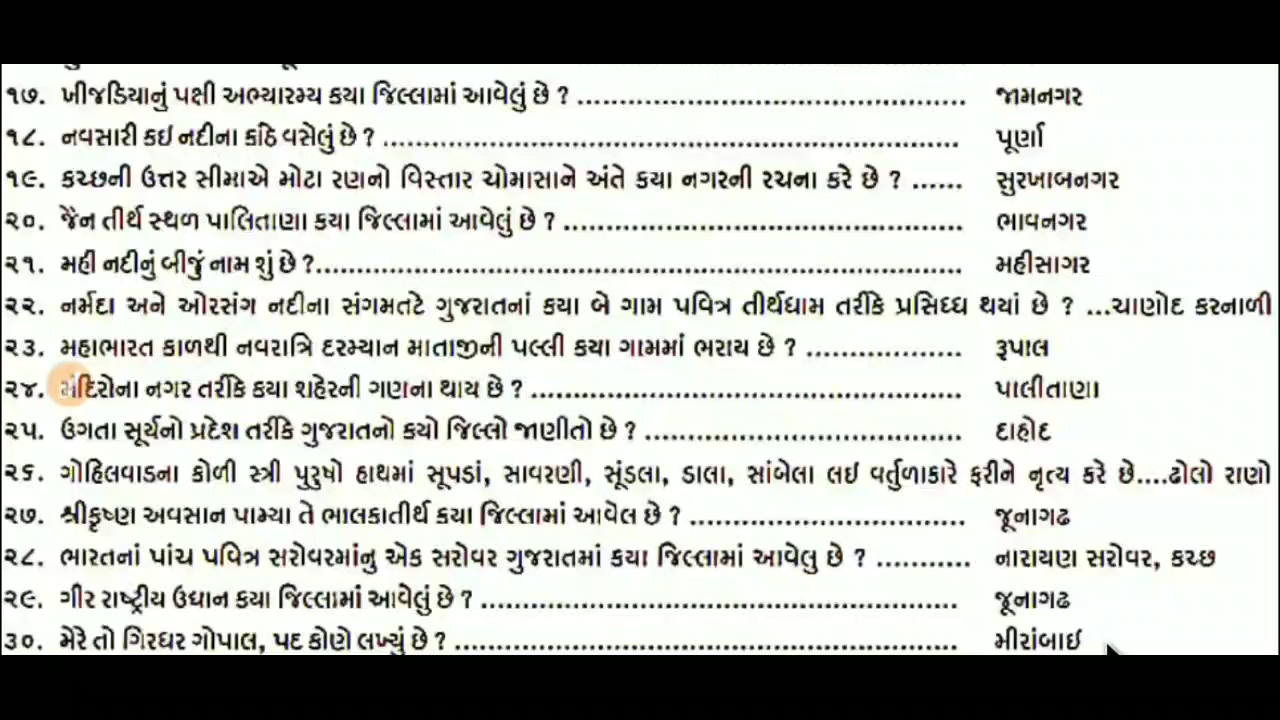 ૧૭. ખીજડિયાનું પક્ષી અભ્યારમ્ય કયા જિલ્લામાં આવેલું છે ? ................................................ જામનગર
૧૮. નવસારી કઇ નદીના કાંઠે વસેલું છે ? ........................................................................ પૂર્ણા
૧૯. કચ્છની ઉત્તર સીમાએ મોટા રણનો વિસ્તાર ચોમાસાને અંતે કયા નગરની રચના કરે છે ? ...... સુરખાબનગર
૨૦. જૈન તીર્થ સ્થળ પાલિતાણા કયા જિલ્લામાં આવેલું છે ? .................................................. ભાવનગર
૨૧. મહી નદીનું બીજું નામ શું છે ?................................................................................ મહીસાગર
૨૨. નર્મદા અને ઓરસંગ નદીના સંગમતટે ગુજરાતનાં કયા બે ગામ પવિત્ર તીર્થધામ તરીકે પ્રસિધ્ધ થયાં છે ? ...ચાણોદ કરનાળી
૨૩. મહાભારત કાળથી નવરાત્રિ દરમ્યાન માતાજીની પલ્લી કયા ગામમાં ભરાય છે ? ................... રૂપાલ
૨૪. મંદિરોના નગર તરીકે કયા શહેરની ગણના થાય છે ? ...................................................... પાલીતાણા
૨૫. ઉગતા સૂર્યનો પ્રદેશ તરીકે ગુજરાતનો કયો જિલ્લો જાણીતો છે ? ....................................... દાહોદ
૨૬. ગોહિલવાડના કોળી સ્ત્રી પુરુષો હાથમાં સૂપડાં, સાવરણી, સૂંડલા, ડાલા, સાંબેલા લઇ વર્તુળાકારે ફરીને નૃત્ય કરે છે....ઢોલો રાણો
૨૭. શ્રીકૃષ્ણ અવસાન પામ્યા તે ભાલકાતીર્થ કયા જિલ્લામાં આવેલ છે ? .................................. જૂનાગઢ
૨૮. ભારતનાં પાંચ પવિત્ર સરોવરમાંનુ એક સરોવર ગુજરાતમાં કયા જિલ્લામાં આવેલુ છે ? ........... નારાયણ સરોવર, કચ્છ
૨૯. ગીર રાષ્ટ્રીય ઉધાન કયા જિલ્લામાં આવેલું છે ? ............................................................ જૂનાગઢ
૩૦. મેરે તો ગિરધર ગોપાલ, પદ કોણે લખ્યું છે ? ............................................................... મીરાંબાઇ